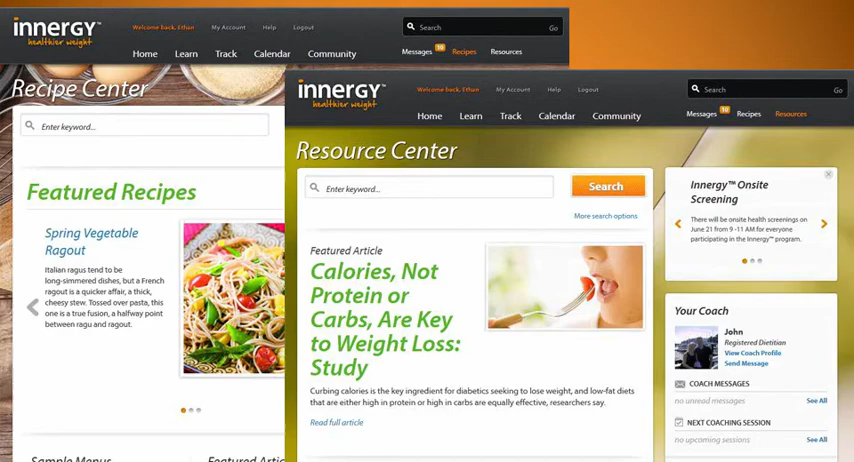 innergy™
healthier weight
Welcome back, Ethan
My Account
Help
Logout
Search
Go
Home
Learn
Track
Calendar
Community
Messages
10
Recipes
Resources
Recipe Center
Enter keyword...
Featured Recipes
Spring Vegetable
Ragout
Italian ragus tend to be
long-simmered dishes, but a French
ragout is a quicker affair, a thick,
cheesy stew. Tossed over pasta, this
one is a true fusion, a halfway point
between ragu and ragout.
Sample Menus
Featured Artic
innergy™
healthier weight
Welcome back, Ethan
My Account
Help
Logout
Search
Go
Home
Learn
Track
Calendar
Community
Messages
10
Recipes
Resources
Resource Center
Enter keyword...
Search
More search options
Featured Article
Calories, Not
Protein or
Carbs, Are Key
to Weight Loss:
Study
Curbing calories is the key ingredient for diabetics seeking to lose weight, and low-fat diets
that are either high in protein or high in carbs are equally effective, researchers say.
Read full article
Innergy™ Onsite
Screening
There will be onsite health screenings on
June 21 from 9 -11 AM for everyone
participating in the Innergy™ program.
Your Coach
John
Registered Dietitian
View Coach Profile
Send Message
COACH MESSAGES
no unread messages
See All
NEXT COACHING SESSION
no upcoming sessions
See All